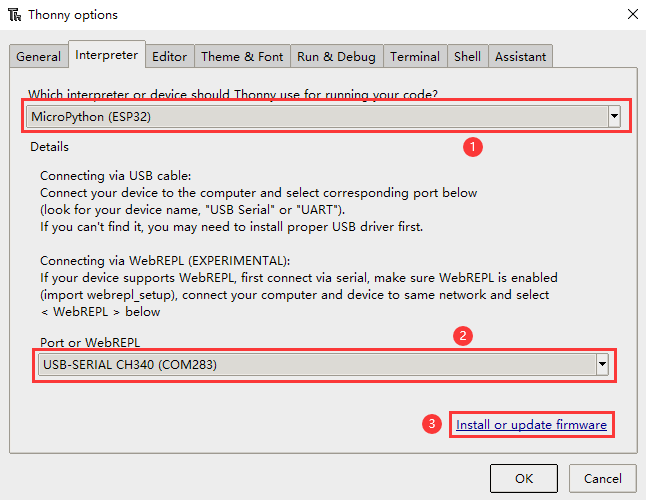 Thonny options
General Interpreter Editor Theme & Font Run & Debug Terminal Shell Assistant
Which interpreter or device should Thonny use for running your code?
MicroPython (ESP32)
1
Details
Connecting via USB cable:
Connect your device to the computer and select corresponding port below
(look for your device name, "USB Serial" or "UART").
If you can't find it, you may need to install proper USB driver first.
Connecting via WebREPL (EXPERIMENTAL):
If your device supports WebREPL, first connect via serial, make sure WebREPL is enabled
(import webrepl_setup), connect your computer and device to same network and select
< WebREPL > below
2
Port or WebREPL
USB-SERIAL CH340 (COM283)
3 Install or update firmware
OK Cancel